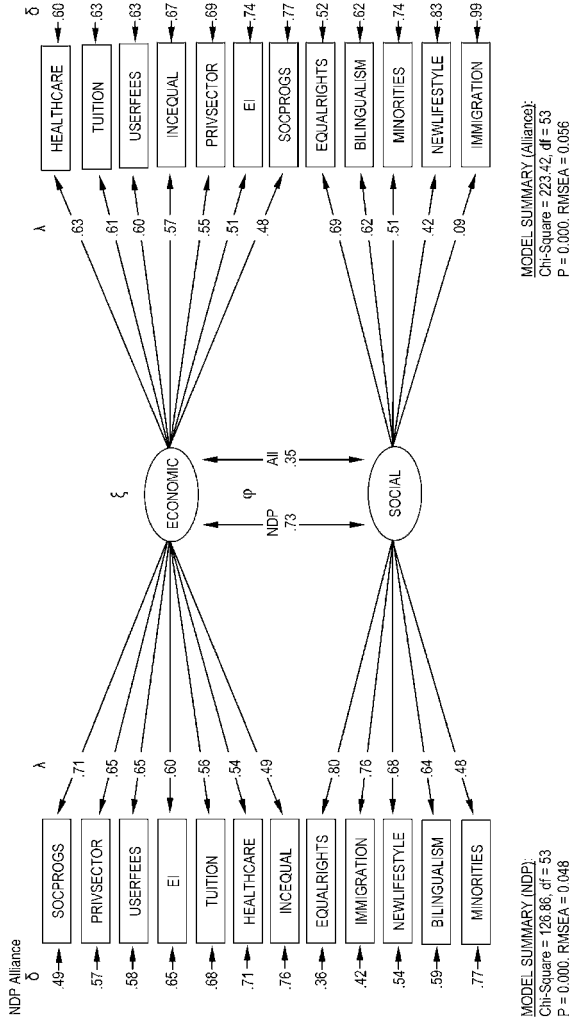 NDP Alliance
δ
λ
.49 SOCPROGS .71
.57 PRIVSECTOR .65
.58 USERFEES .65
.65 EI .60
.68 TUITION .56
.71 HEALTHCARE .54
.76 INCEQUAL .49
.36 EQUALRIGHTS .80
.42 IMMIGRATION .76
.54 NEWLIFESTYLE .68
.59 BILINGUALISM .64
.77 MINORITIES .48
MODEL SUMMARY (NDP):
Chi-Square = 126.86, df = 53
P = 0.000, RMSEA = 0.048
ξ
ECONOMIC
φ
NDP
.73
All
.35
SOCIAL
λ
δ
.63 HEALTHCARE .60
.61 TUITION .63
.60 USERFEES .63
.57 INCEQUAL .67
.55 PRIVSECTOR .69
.51 EI .74
.48 SOCPROGS .77
.69 EQUALRIGHTS .52
.62 BILINGUALISM .62
.51 MINORITIES .74
.42 NEWLIFESTYLE .83
.09 IMMIGRATION .99
MODEL SUMMARY (Alliance):
Chi-Square = 223.42, df = 53
P = 0.000, RMSEA = 0.056